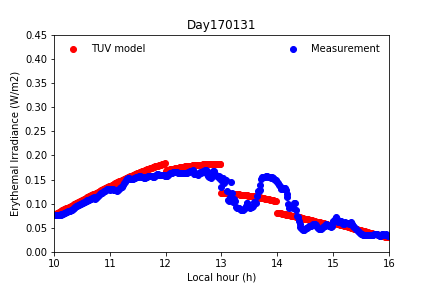 Day170131
TUV model
Measurement
Erythemal Irradiance (W/m2)
0.45
0.40
0.35
0.30
0.25
0.20
0.15
0.10
0.05
0.00
10 11 12 13 14 15 16
Local hour (h)